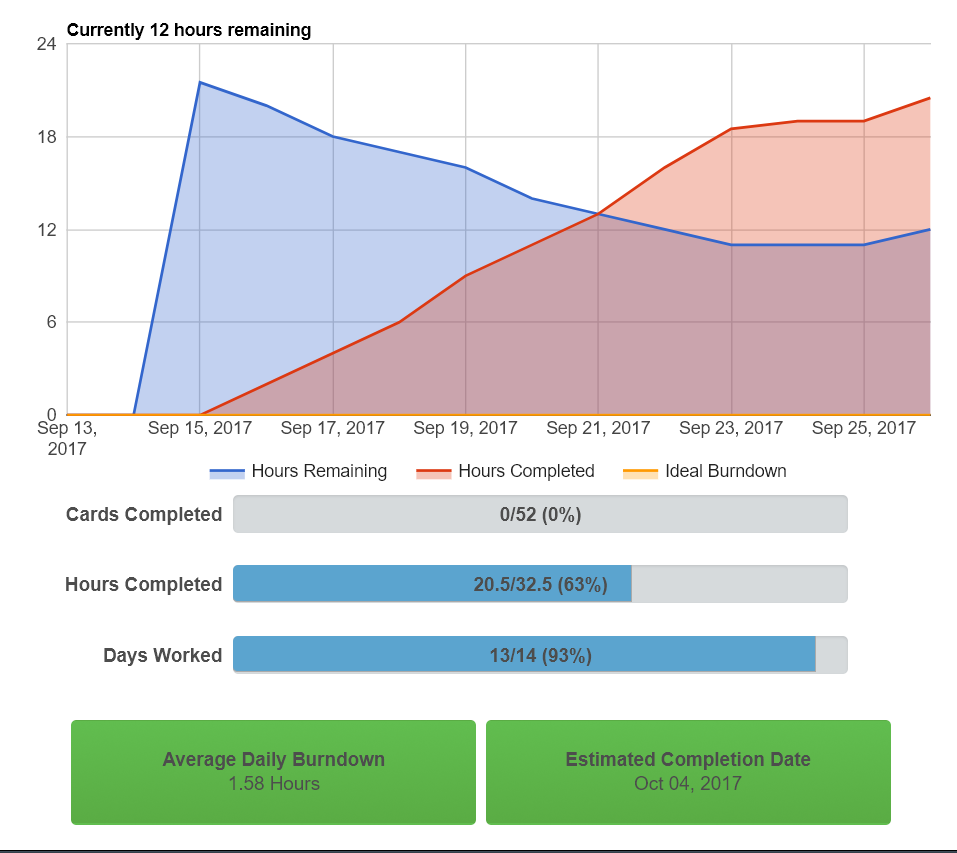 Currently 12 hours remaining
24
18
12
6
0
Sep 13, 2017
Sep 15, 2017
Sep 17, 2017
Sep 19, 2017
Sep 21, 2017
Sep 23, 2017
Sep 25, 2017
Hours Remaining
Hours Completed
Ideal Burndown
Cards Completed 0/52 (0%)
Hours Completed 20.5/32.5 (63%)
Days Worked 13/14 (93%)
Average Daily Burndown
1.58 Hours
Estimated Completion Date
Oct 04, 2017